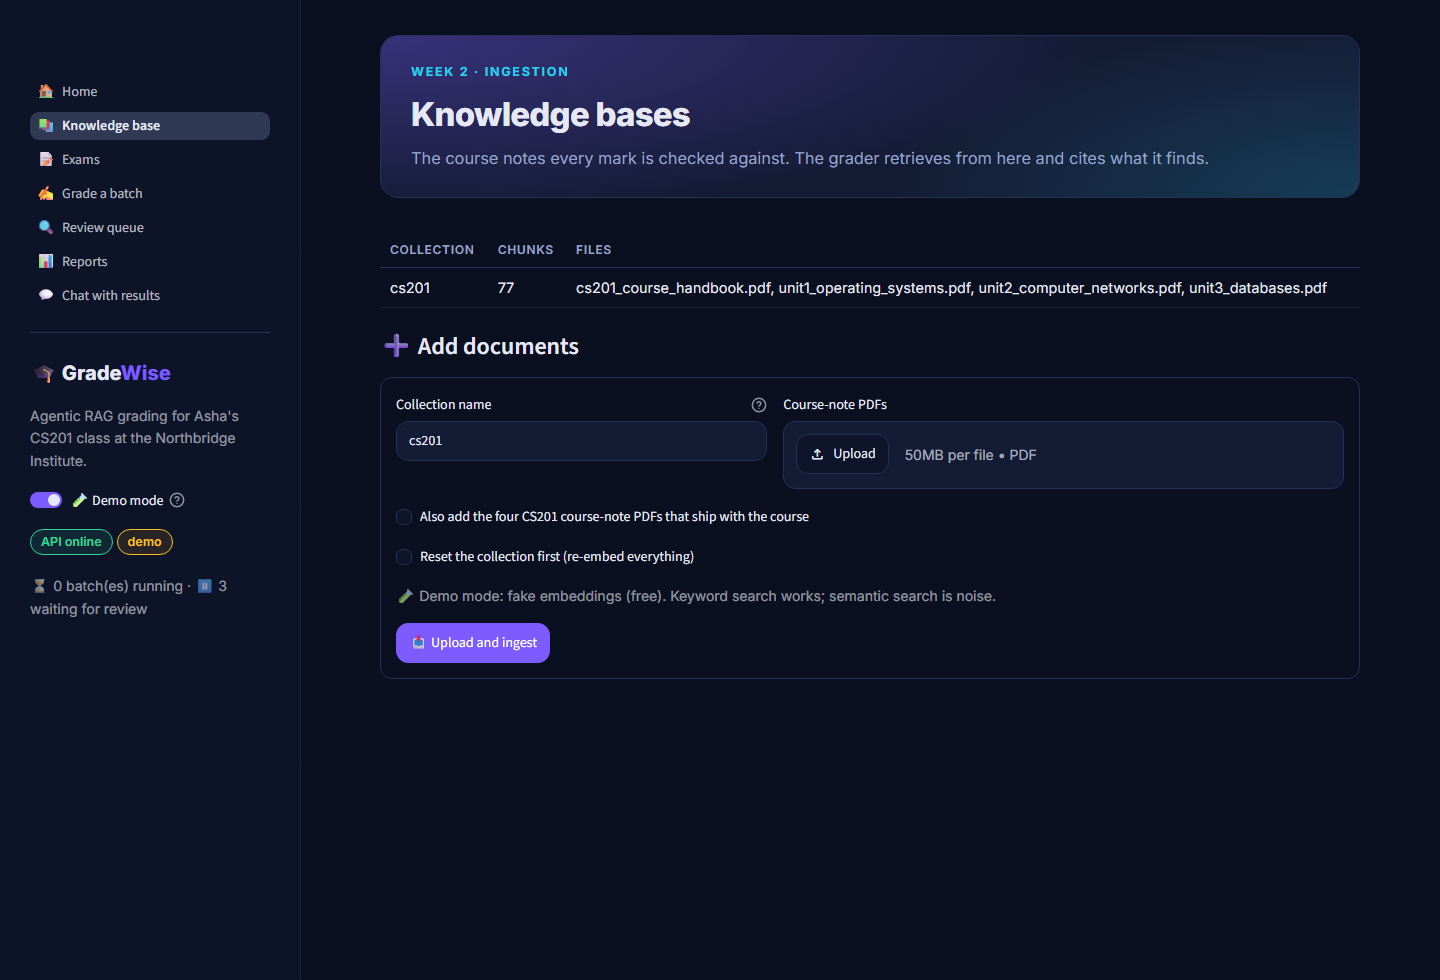 Home
Knowledge base
Exams
Grade a batch
Review queue
Reports
Chat with results
GradeWise
Agentic RAG grading for Asha's
CS201 class at the Northbridge
Institute.
Demo mode
API online demo
0 batch(es) running · 3
waiting for review
WEEK 2 · INGESTION
Knowledge bases
The course notes every mark is checked against. The grader retrieves from here and cites what it finds.
COLLECTION CHUNKS FILES
cs201 77 cs201_course_handbook.pdf, unit1_operating_systems.pdf, unit2_computer_networks.pdf, unit3_databases.pdf
Add documents
Collection name Course-note PDFs
cs201 Upload 50MB per file • PDF
Also add the four CS201 course-note PDFs that ship with the course
Reset the collection first (re-embed everything)
Demo mode: fake embeddings (free). Keyword search works; semantic search is noise.
Upload and ingest